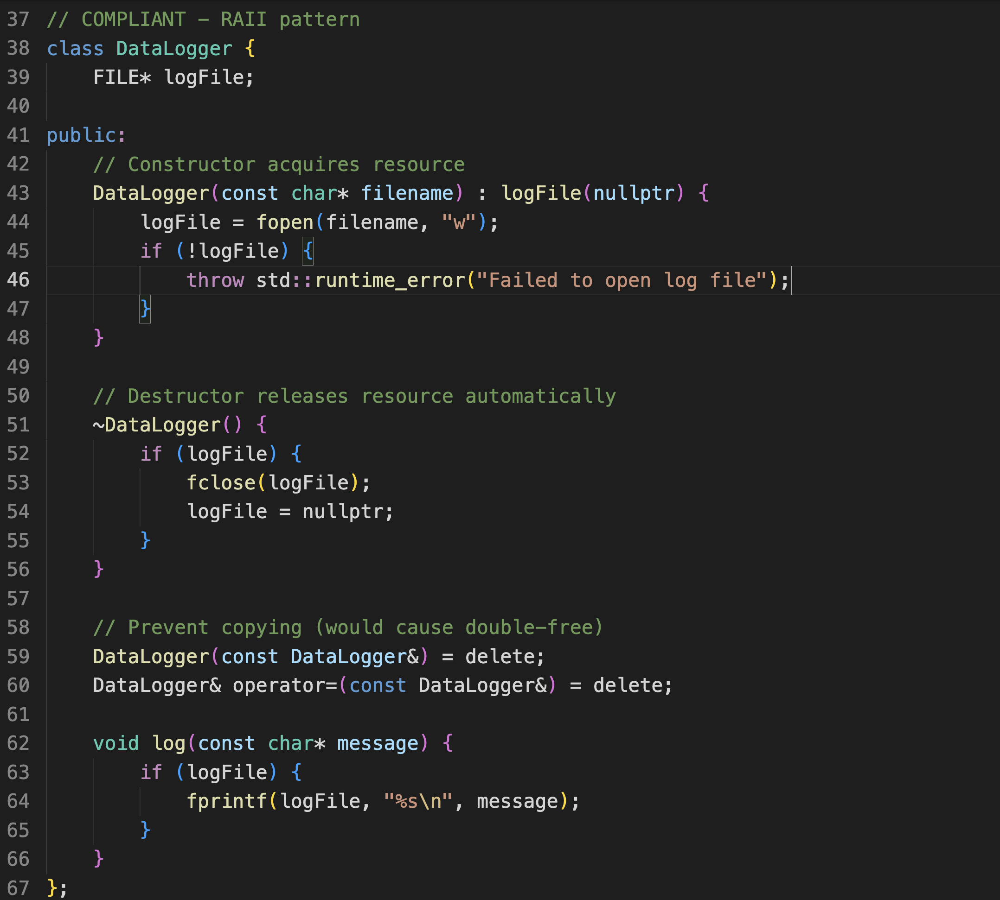 37 // COMPLIANT – RAII pattern
38 class DataLogger {
39     FILE* logFile;
40
41 public:
42     // Constructor acquires resource
43     DataLogger(const char* filename) : logFile(nullptr) {
44         logFile = fopen(filename, "w");
45         if (!logFile) {
46             throw std::runtime_error("Failed to open log file");
47         }
48     }
49
50     // Destructor releases resource automatically
51     ~DataLogger() {
52         if (logFile) {
53             fclose(logFile);
54             logFile = nullptr;
55         }
56     }
57
58     // Prevent copying (would cause double–free)
59     DataLogger(const DataLogger&) = delete;
60     DataLogger& operator=(const DataLogger&) = delete;
61
62     void log(const char* message) {
63         if (logFile) {
64             fprintf(logFile, "%s\n", message);
65         }
66     }
67 };